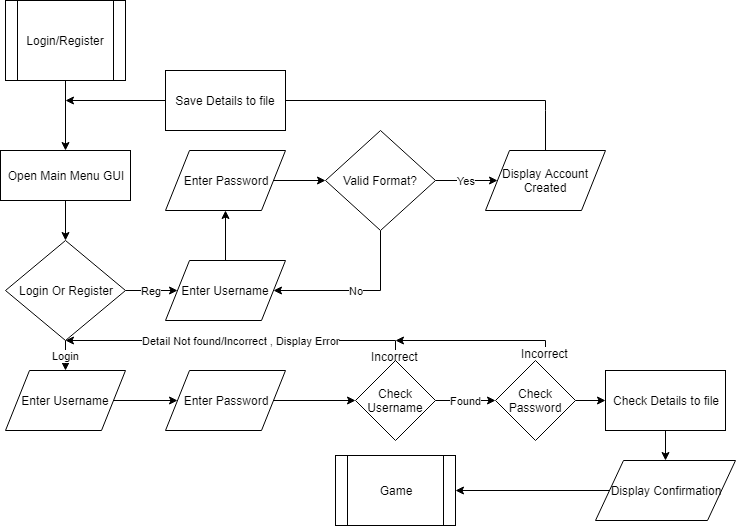 Login/Register
Save Details to file
Open Main Menu GUI
Enter Password
Valid Format?
Yes
Display Account
Created
Login Or Register
Reg
Enter Username
No
Detail Not found/Incorrect , Display Error
Login
Incorrect
Incorrect
Enter Username
Enter Password
Check
Username
Found
Check
Password
Check Details to file
Game
Display Confirmation